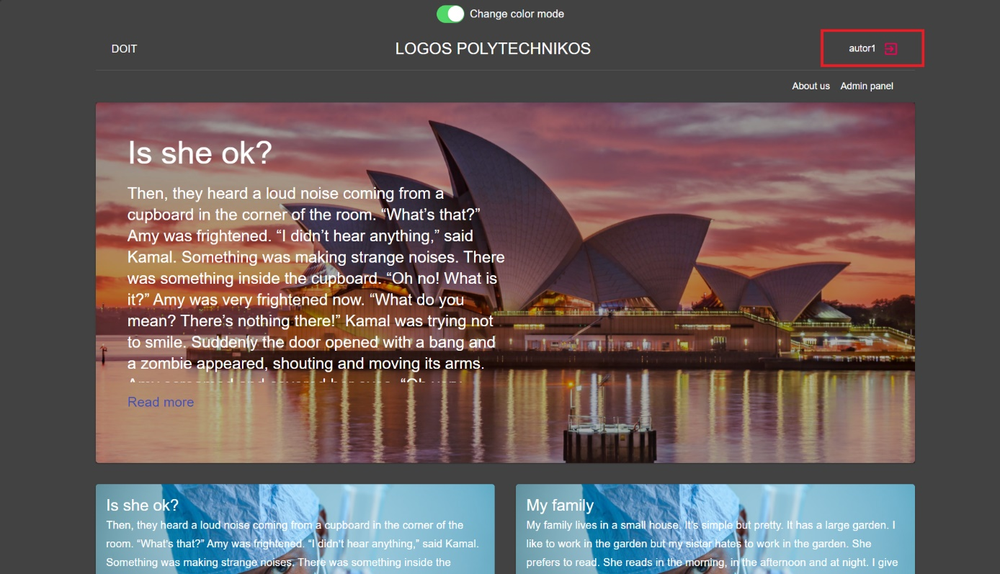 Change color mode
DOIT
LOGOS POLYTECHNIKOS
autor1
About us Admin panel
Is she ok?
Then, they heard a loud noise coming from a
cupboard in the corner of the room. “What’s that?”
Amy was frightened. “I didn’t hear anything,” said
Kamal. Something was making strange noises. There
was something inside the cupboard. “Oh no! What is
it?” Amy was very frightened now. “What do you
mean? There’s nothing there!” Kamal was trying not
to smile. Suddenly the door opened with a bang and
a zombie appeared, shouting and moving its arms.
Read more
Is she ok?
Then, they heard a loud noise coming from a cupboard in the corner of the
room. “What’s that?” Amy was frightened. “I didn’t hear anything,” said Kamal.
Something was making strange noises. There was something inside the
My family
My family lives in a small house. It’s simple but pretty. It has a large garden. I
like to work in the garden but my sister hates to work in the garden. She
prefers to read. She reads in the morning, in the afternoon and at night. I give